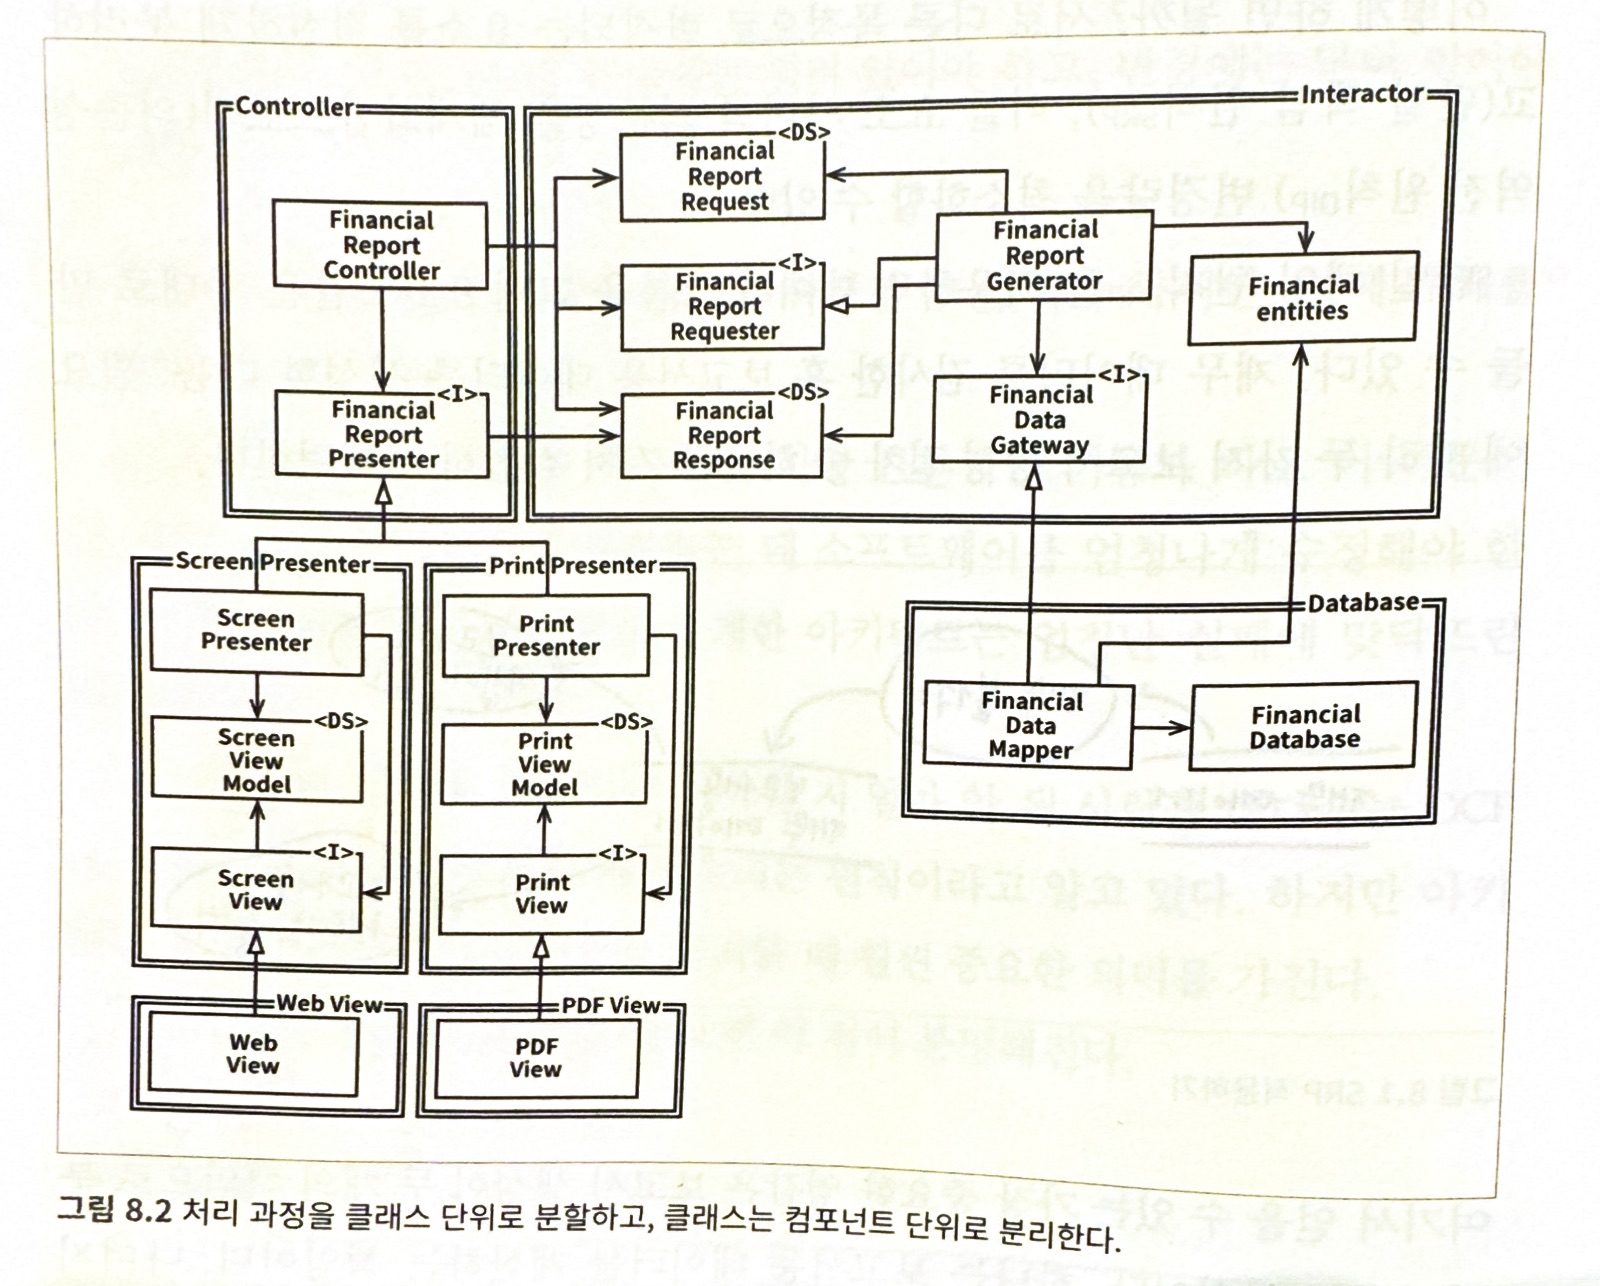 Controller
Interactor
<DS>
Financial
Report
Request
Financial
Report
Controller
<I>
Financial
Report
Requester
Financial
Report
Generator
Financial
entities
<I>
Financial
Report
Presenter
<DS>
Financial
Report
Response
<I>
Financial
Data
Gateway
Screen Presenter
Screen
Presenter
<DS>
Screen
View
Model
<I>
Screen
View
Print Presenter
Print
Presenter
<DS>
Print
View
Model
<I>
Print
View
Database
Financial
Data
Mapper
Financial
Database
Web View
Web
View
PDF View
PDF
View
그림 8.2 처리 과정을 클래스 단위로 분할하고, 클래스는 컴포넌트 단위로 분리한다.